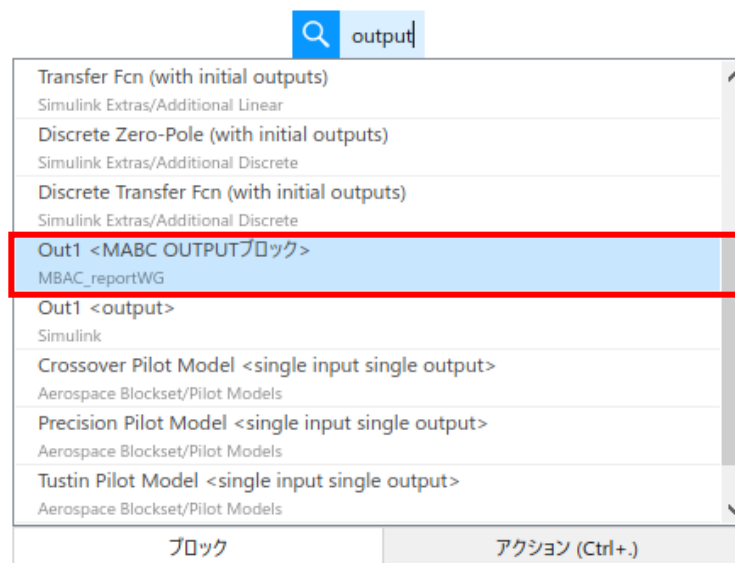 output
Transfer Fcn (with initial outputs)
Simulink Extras/Additional Linear
Discrete Zero-Pole (with initial outputs)
Simulink Extras/Additional Discrete
Discrete Transfer Fcn (with initial outputs)
Simulink Extras/Additional Discrete
Out1 <MABC OUTPUTブロック>
MBAC_reportWG
Out1 <output>
Simulink
Crossover Pilot Model <single input single output>
Aerospace Blockset/Pilot Models
Precision Pilot Model <single input single output>
Aerospace Blockset/Pilot Models
Tustin Pilot Model <single input single output>
Aerospace Blockset/Pilot Models
ブロック
アクション (Ctrl+.)